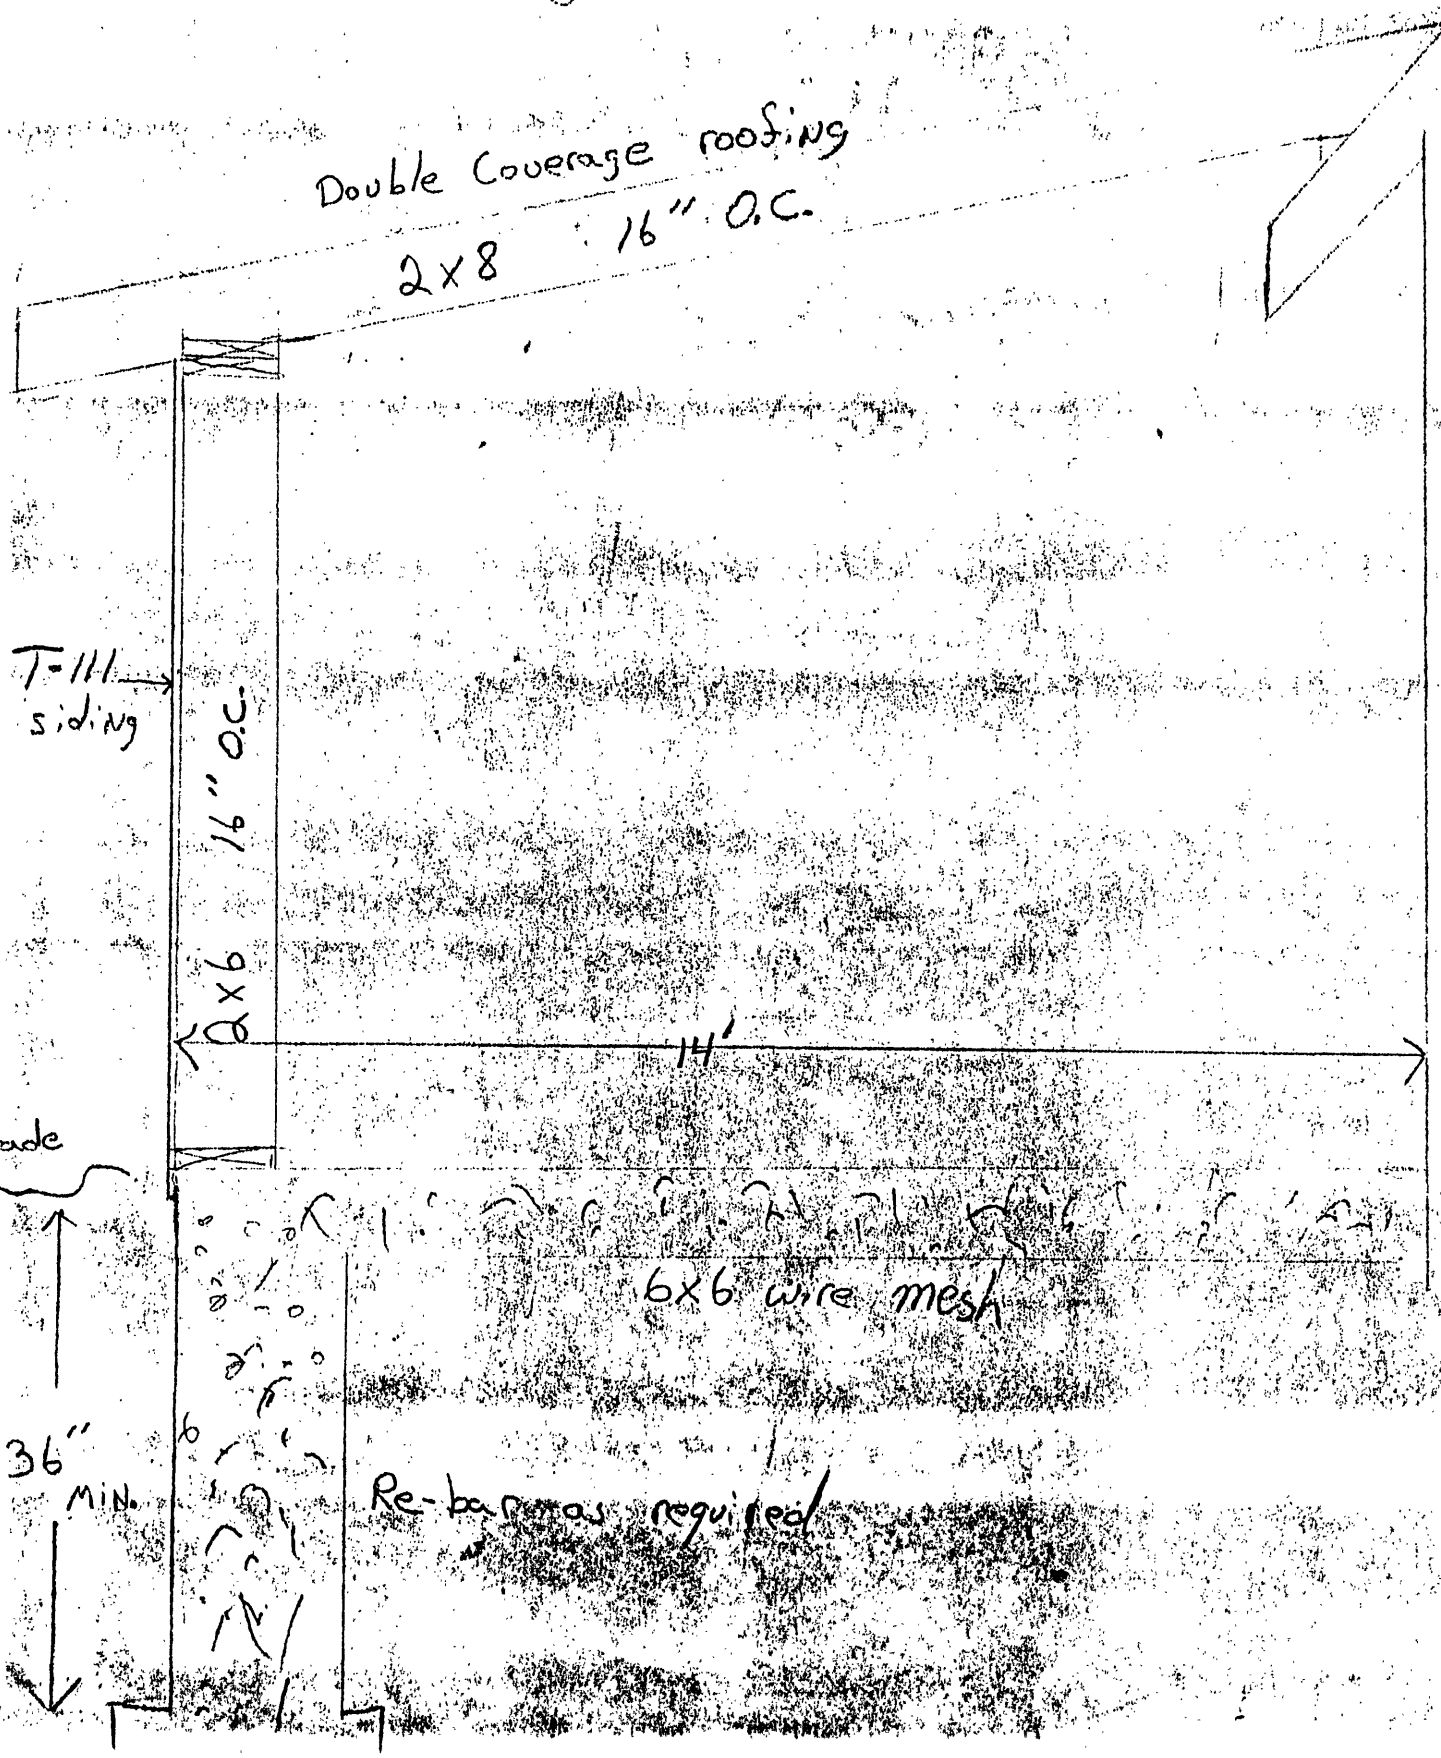 Double Coverage roofing
2x8 16" O.C.
T-111
siding
2x6 16" O.C.
14'
6x6 wire mesh
36"
MIN.
Re-bar as required